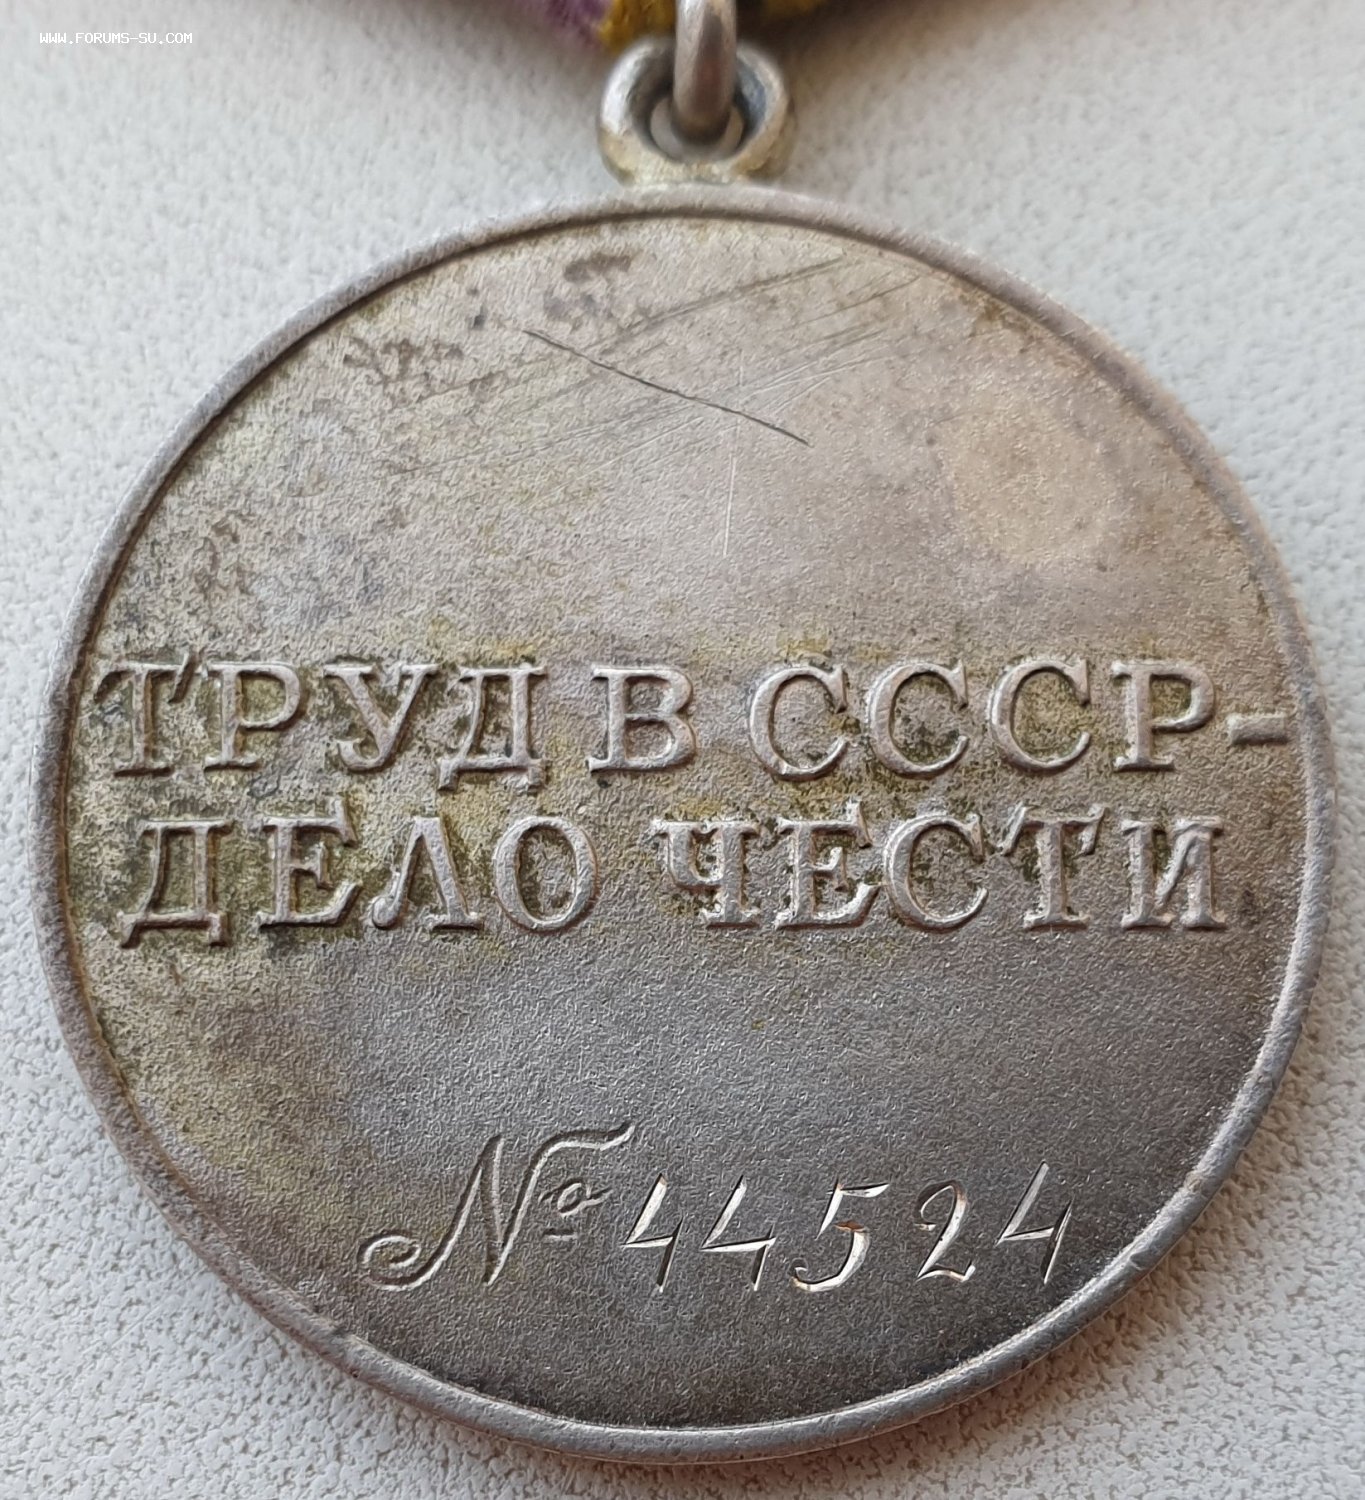 WWW.FORUMS-SU.COM
ТРУД В СССР-
ДЕЛО ЧЕСТИ
№ 44524